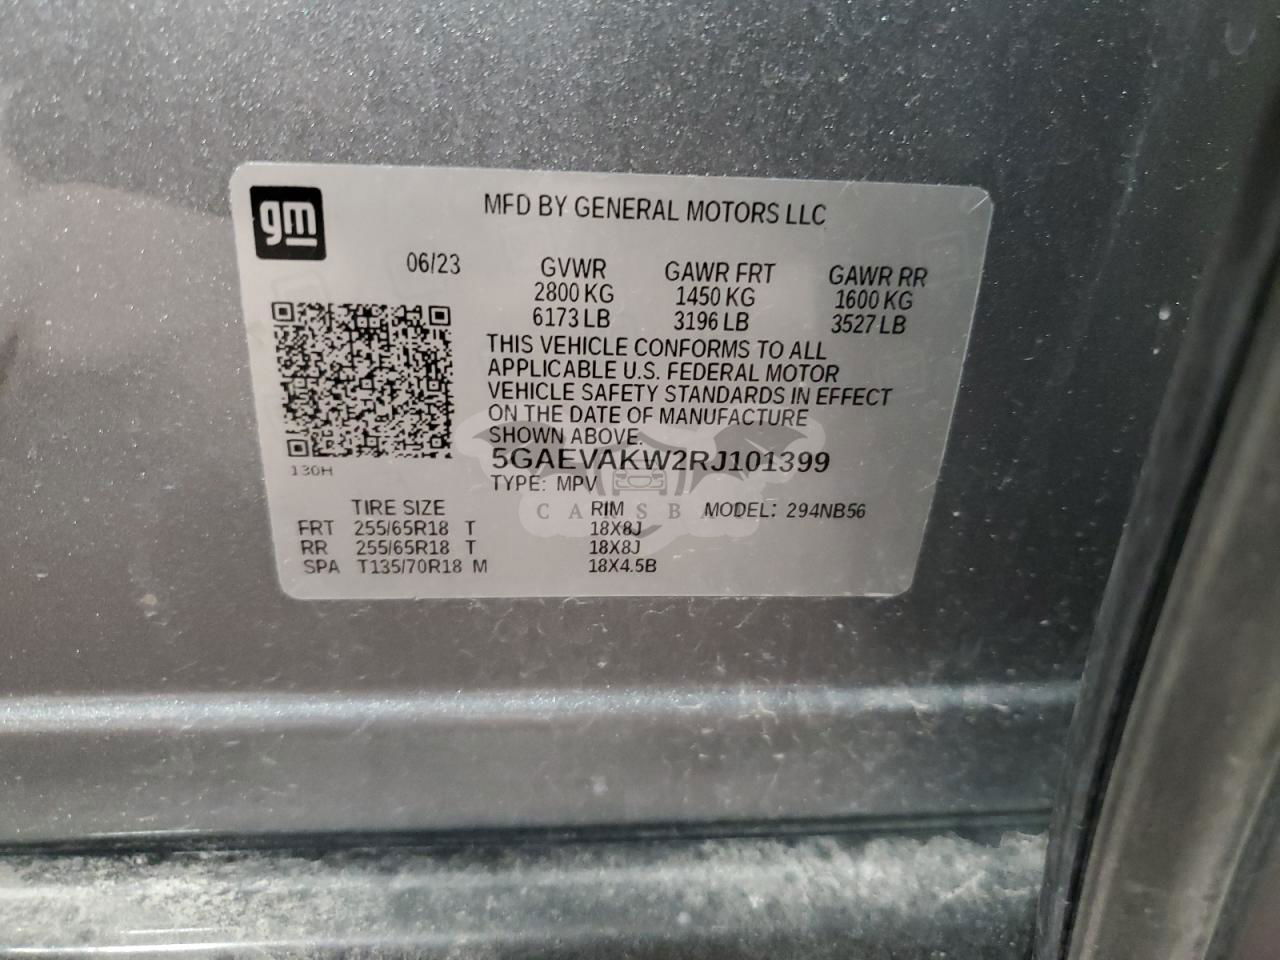 gm
MFD BY GENERAL MOTORS LLC
06/23
GVWR GAWR FRT GAWR RR
2800 KG 1450 KG 1600 KG
6173 LB 3196 LB 3527 LB
THIS VEHICLE CONFORMS TO ALL
APPLICABLE U.S. FEDERAL MOTOR
VEHICLE SAFETY STANDARDS IN EFFECT
ON THE DATE OF MANUFACTURE
SHOWN ABOVE.
5GAEVAKW2RJ101399
130H
TYPE: MPV
TIRE SIZE RIM MODEL: 294NB56
FRT 255/65R18 T 18X8J
RR 255/65R18 T 18X8J
SPA T135/70R18 M 18X4.5B